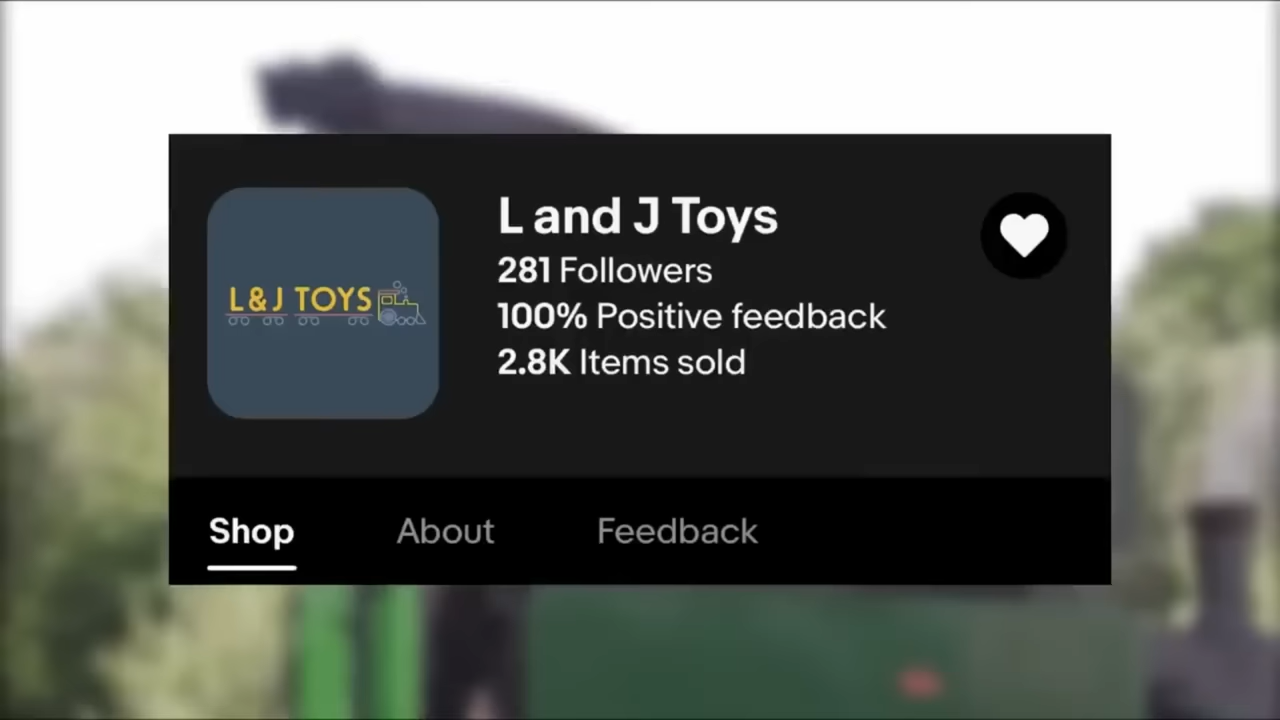 L & J TOYS
L and J Toys
281 Followers
100% Positive feedback
2.8K Items sold
Shop About Feedback